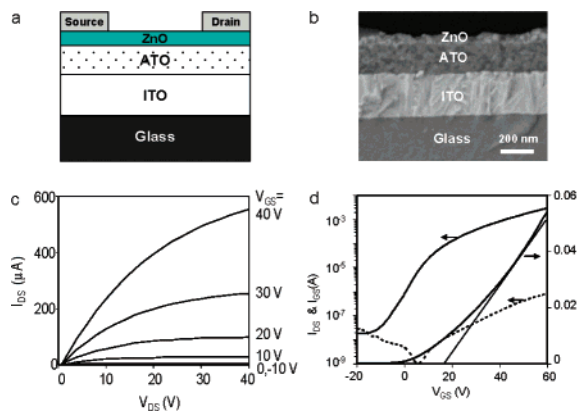 a
Source
Drain
ZnO
ATO
ITO
Glass
b
ZnO
ATO
ITO
Glass
200 nm
c
600
400
200
0
0
10
20
30
40
I_DS (µA)
V_DS (V)
V_GS=
40 V
30 V
20 V
10 V
0,-10 V
d
10^-3
10^-5
10^-7
10^-9
-20
0
20
40
60
I_DS & I_GS(A)
V_GS (V)
0.06
0.04
0.02
0